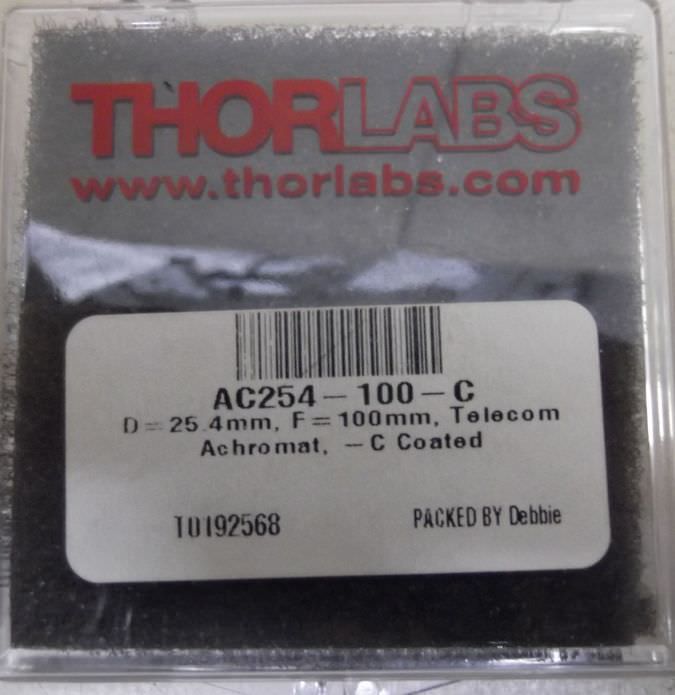 THORLABS
www.thorlabs.com
AC254-100-C
D=25.4mm, F=100mm, Telecom
Achromat, -C Coated
T0192568
PACKED BY Debbie